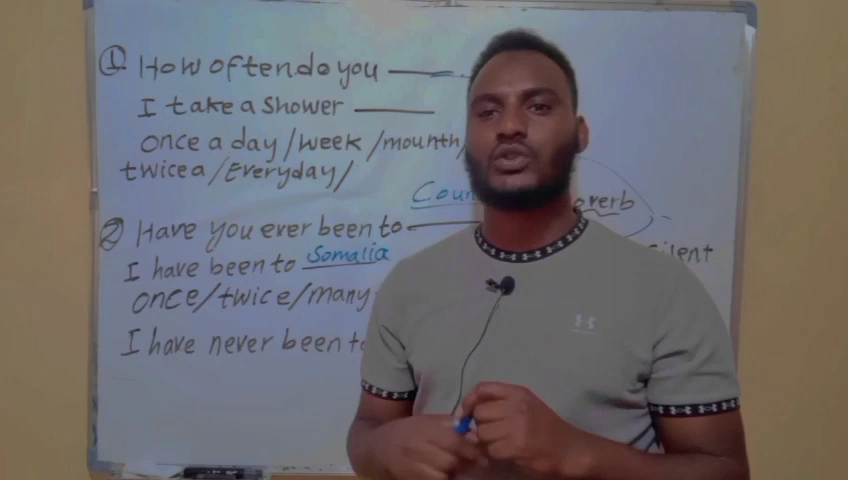 ① How often do you
I take a shower
once a day/week/mounth/
twice a/Everyday/
② Have you ever been to
I have been to Somalia
once/twice/many
I have never been to
verb
silent